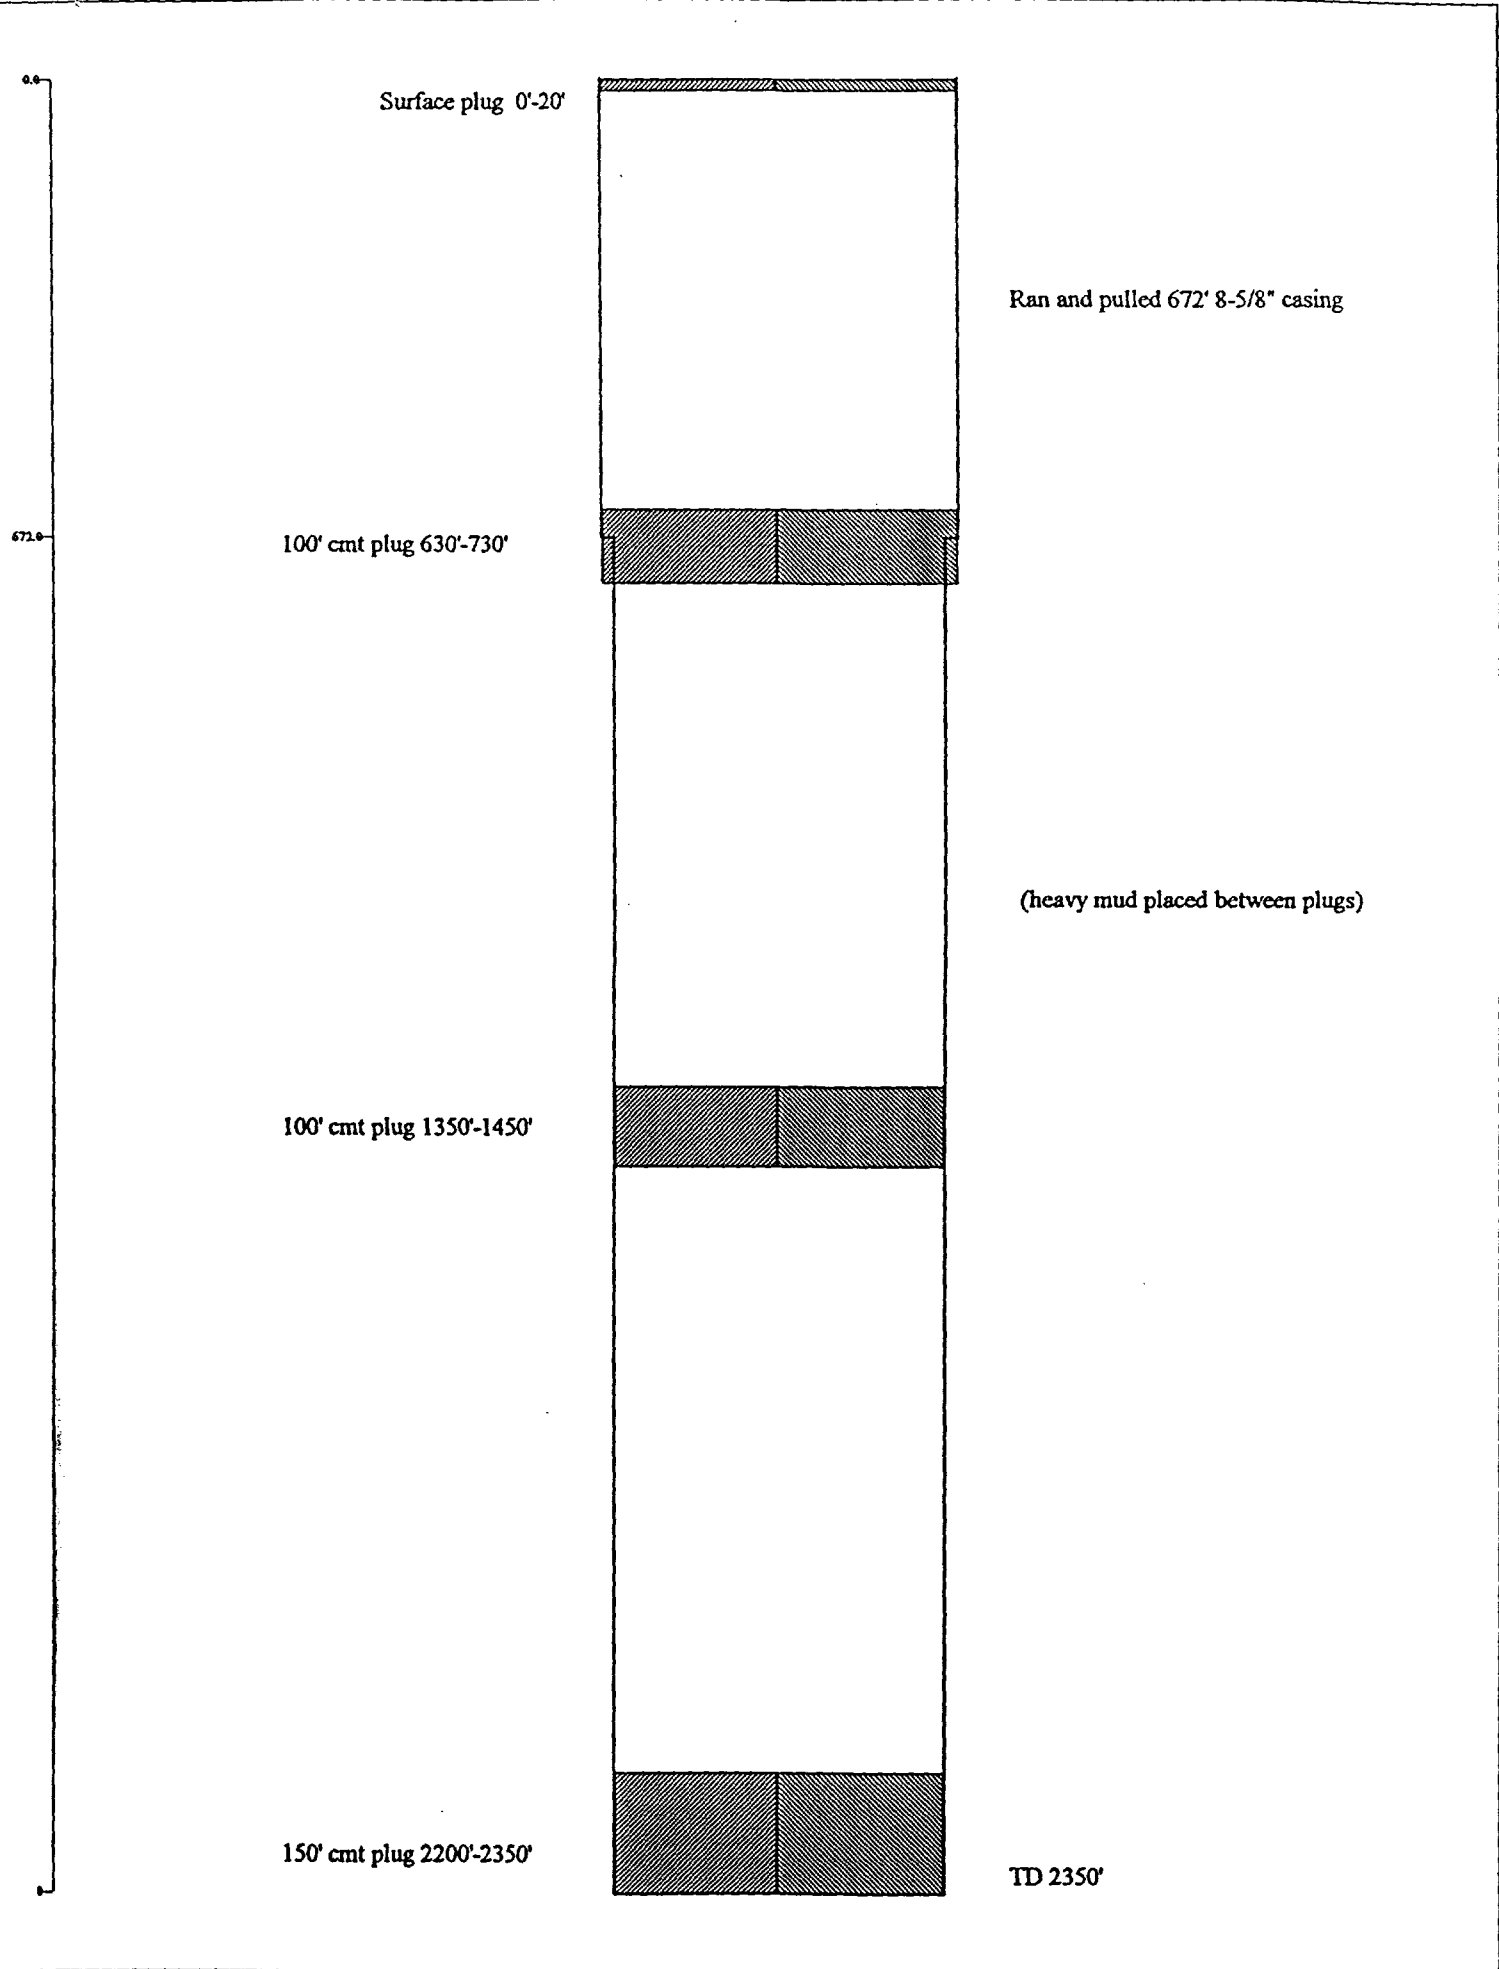 0.0
Surface plug 0'-20'
Ran and pulled 672' 8-5/8" casing
672.0
100' cmt plug 630'-730'
(heavy mud placed between plugs)
100' cmt plug 1350'-1450'
150' cmt plug 2200'-2350'
TD 2350'
0